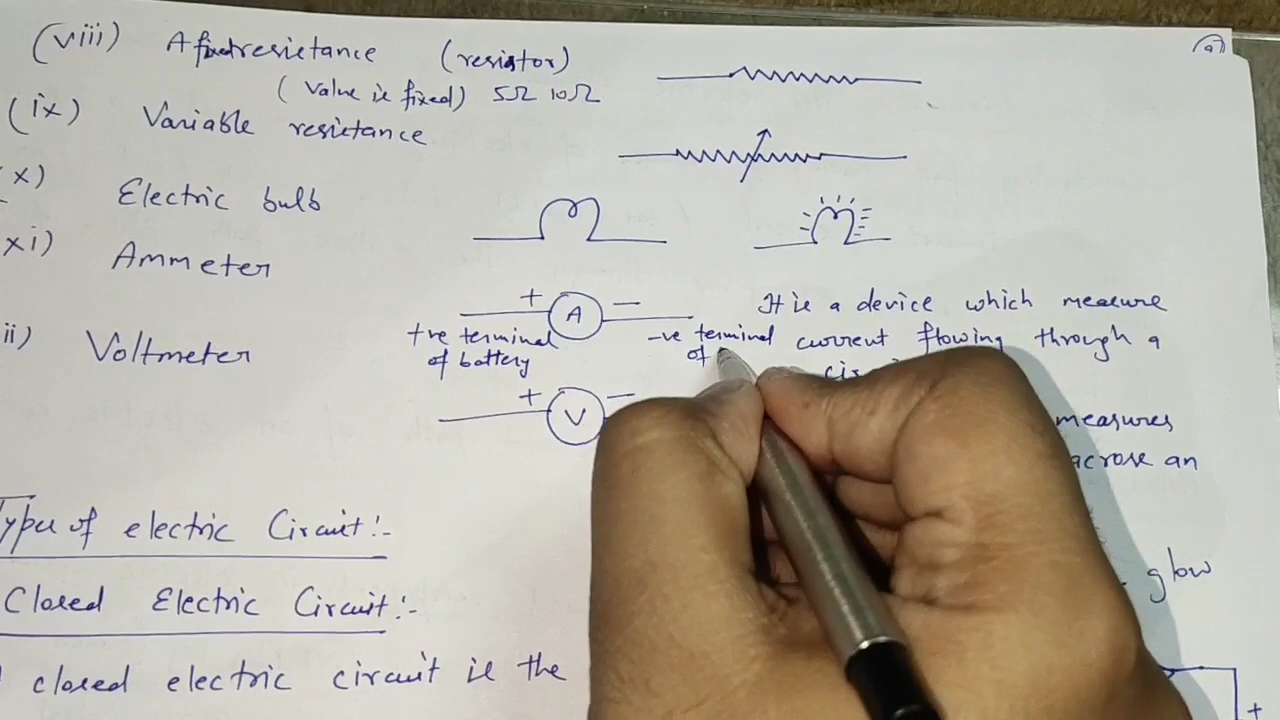 (viii) A fixed resistance (resistor)
(Value is fixed) 5Ω 10Ω
(ix) Variable resistance
x) Electric bulb
xi) Ammeter
+ A -
It is a device which measure
+ve terminal of battery
-ve terminal of
current flowing through a
ii) Voltmeter
+ V -
measures
across an
Types of electric Circuit:-
glow
Closed Electric Circuit:-
closed electric circuit is the
+